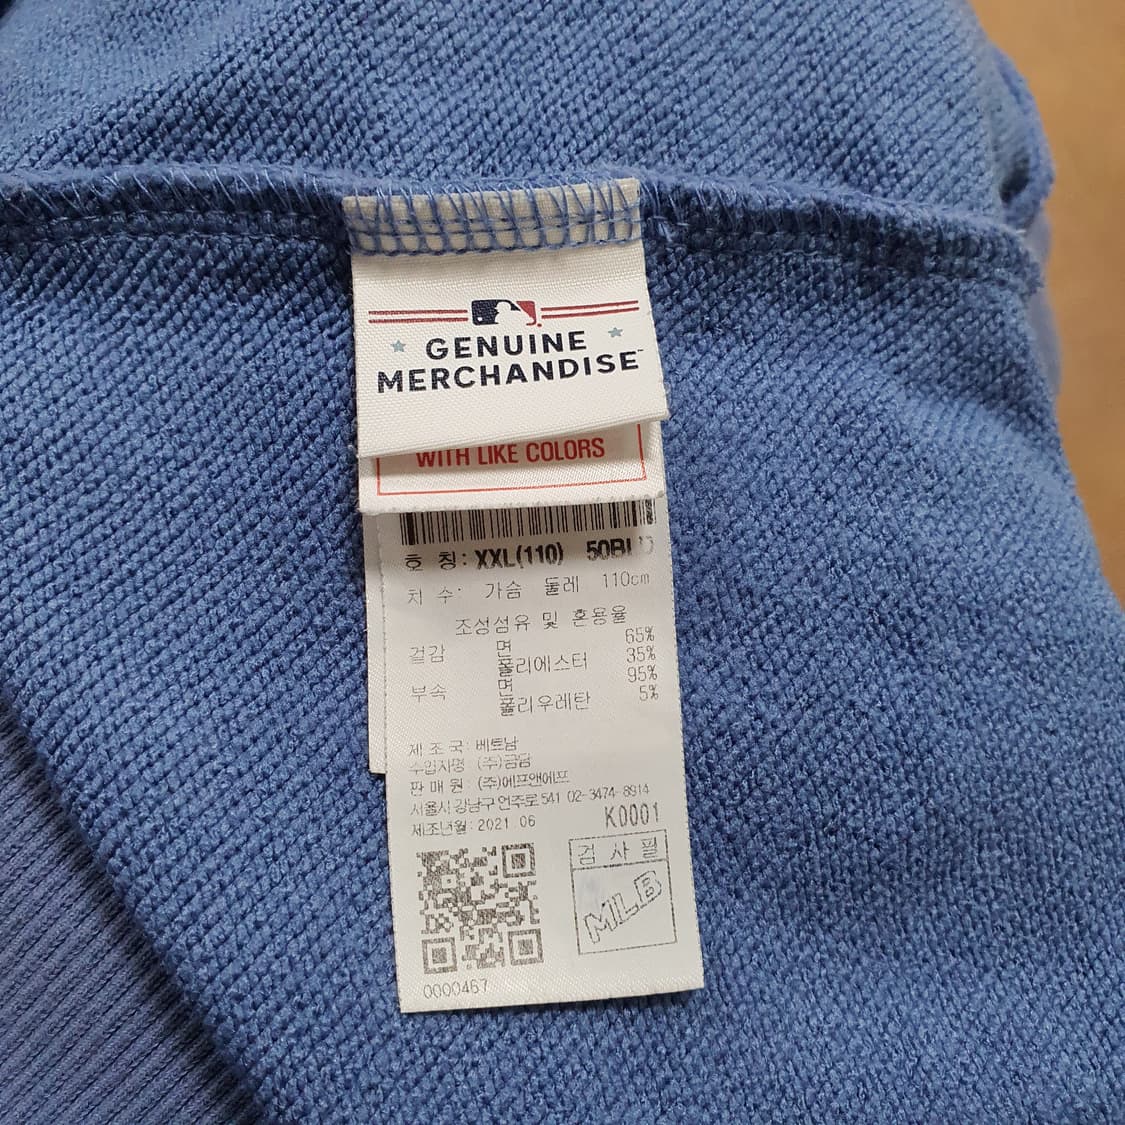 GENUINE
MERCHANDISE™
WITH LIKE COLORS
호 칭: XXL(110) 50BL
치 수: 가슴 둘레 110cm
조성섬유 및 혼용율
겉감 면 65%
폴리에스터 35%
부속 면 95%
폴리우레탄 5%
제 조 국: 베트남
수입자명 (주)금담
판 매 원: (주)에프앤에프
서울시강남구언주로541 02-3474-8914
제조년월: 2021.06 K0001
검 사 필
MLB
0000467